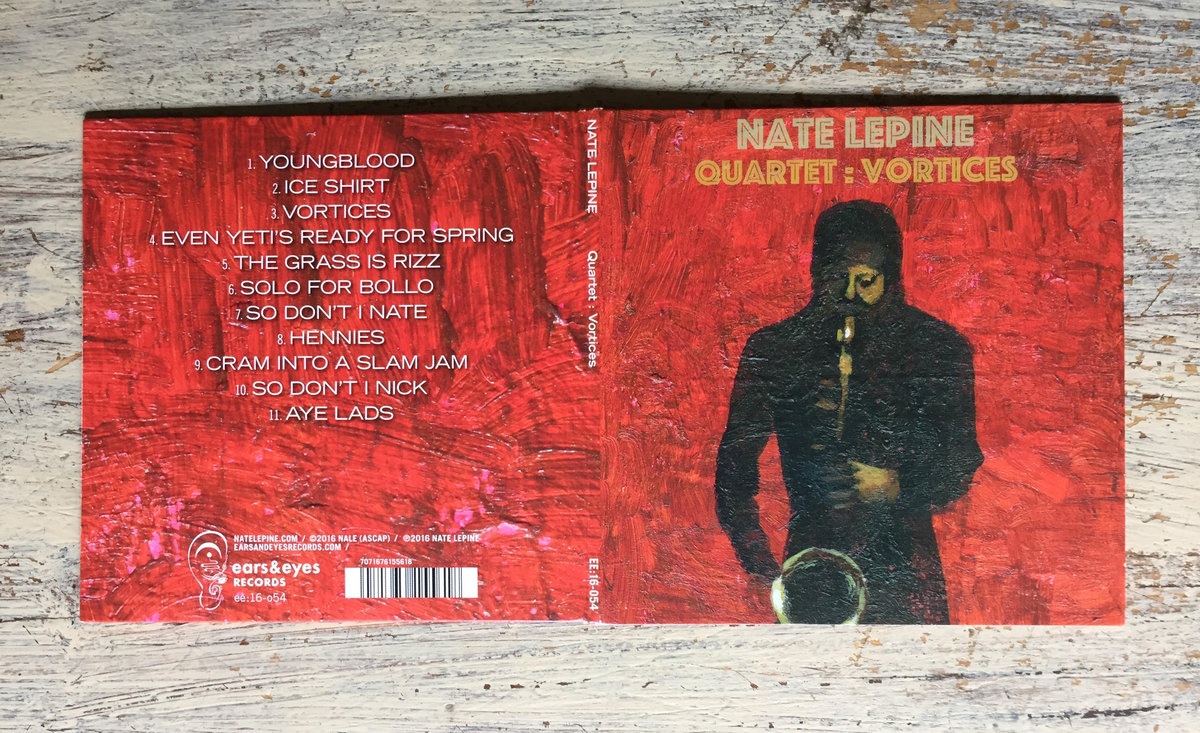 1. YOUNGBLOOD
2. ICE SHIRT
3. VORTICES
4. EVEN YETI'S READY FOR SPRING
5. THE GRASS IS RIZZ
6. SOLO FOR BOLLO
7. SO DON'T I NATE
8. HENNIES
9. CRAM INTO A SLAM JAM
10. SO DON'T I NICK
11. AYE LADS
NATELEPINE.COM / ©2016 NALE (ASCAP) / ℗2016 NATE LEPINE
EARSANDEYESRECORDS.COM /
ears&eyes
RECORDS
ee:16-054
7071676155618
NATE LEPINE Quartet : Vortices EE:16-054
NATE LEPINE
QUARTET : VORTICES